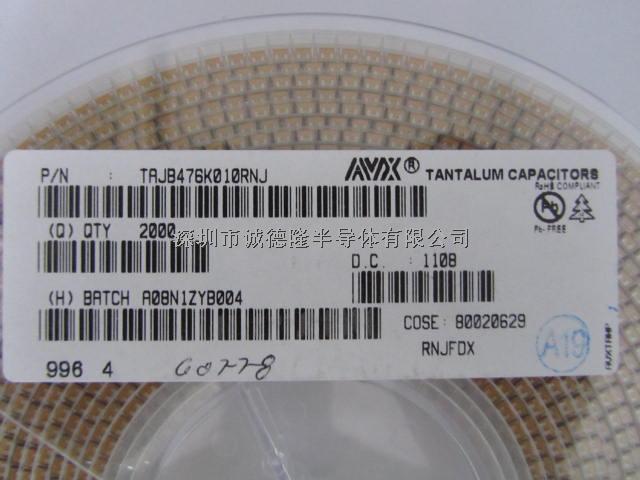 P/N : TAJB476K010RNJ
AVX® TANTALUM CAPACITORS
RoHS COMPLIANT
(Q) QTY 2000
Pb
Pb-FREE
深圳市诚德隆半导体有限公司
D.C. : 1108
(H) BATCH A08N1ZYB004
COSE: 80020629
RNJFDX
A19
996 4